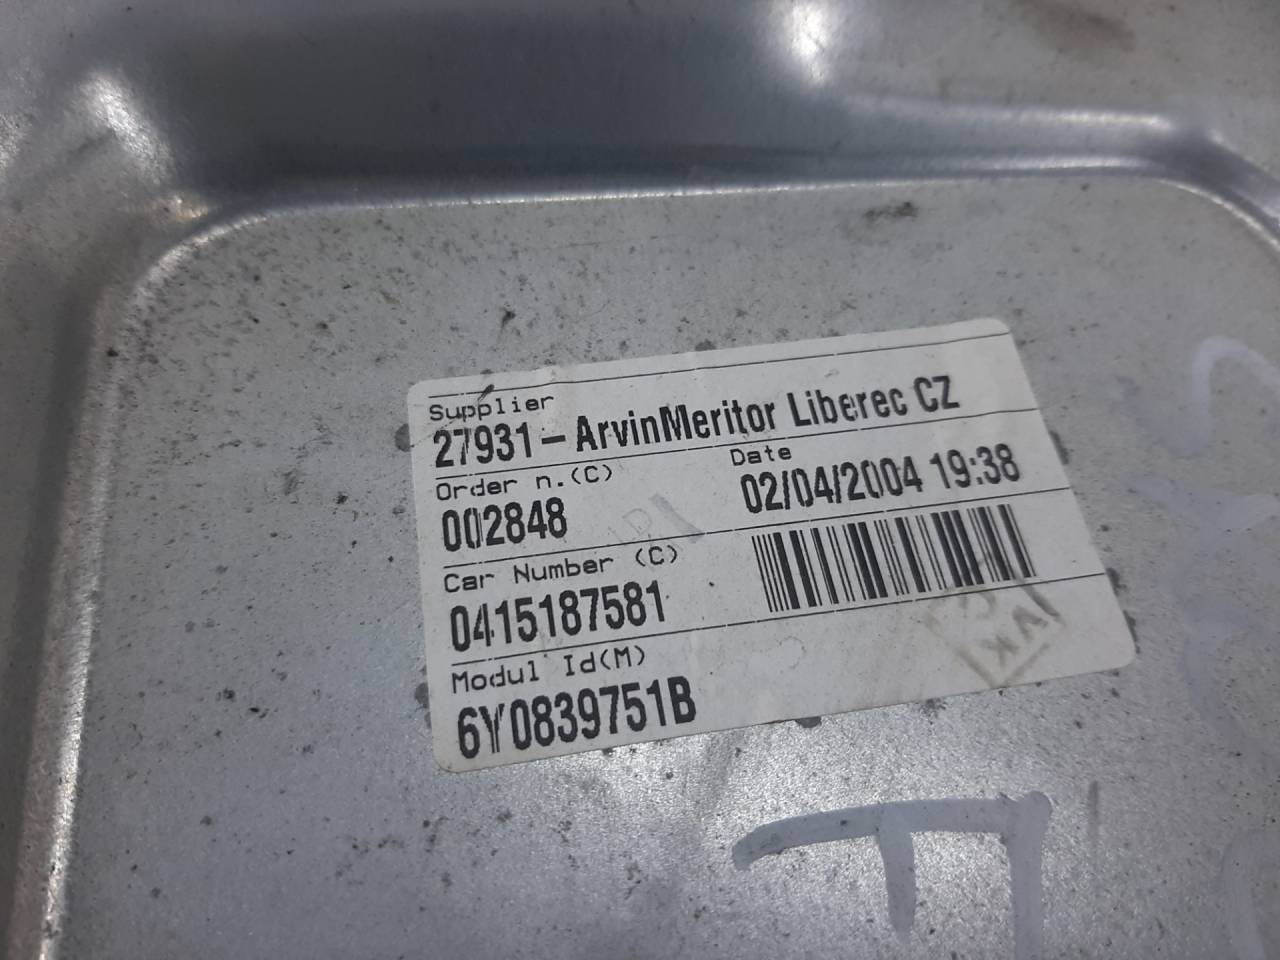 Supplier
27931-ArvinMeritor Liberec CZ
Order n.(C)
Date
002848
02/04/2004 19:38
Car Number (C)
0415187581
Modul Id(M)
6Y0839751B